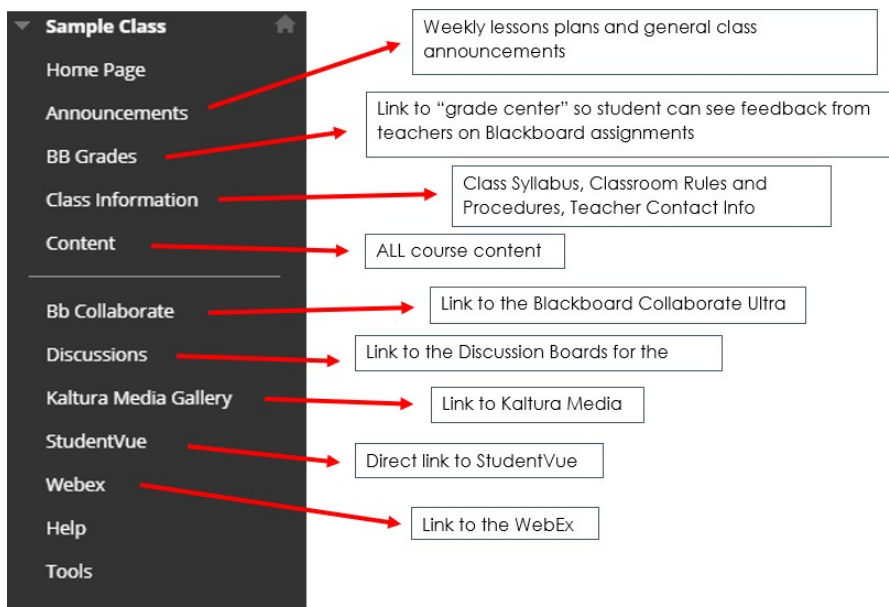 Sample Class
Weekly lessons plans and general class
announcements
Home Page
Announcements
Link to “grade center” so student can see feedback from
teachers on Blackboard assignments
BB Grades
Class Information
Class Syllabus, Classroom Rules and
Procedures, Teacher Contact Info
Content
ALL course content
Bb Collaborate
Link to the Blackboard Collaborate Ultra
Discussions
Link to the Discussion Boards for the
Kaltura Media Gallery
Link to Kaltura Media
StudentVue
Direct link to StudentVue
Webex
Link to the WebEx
Help
Tools